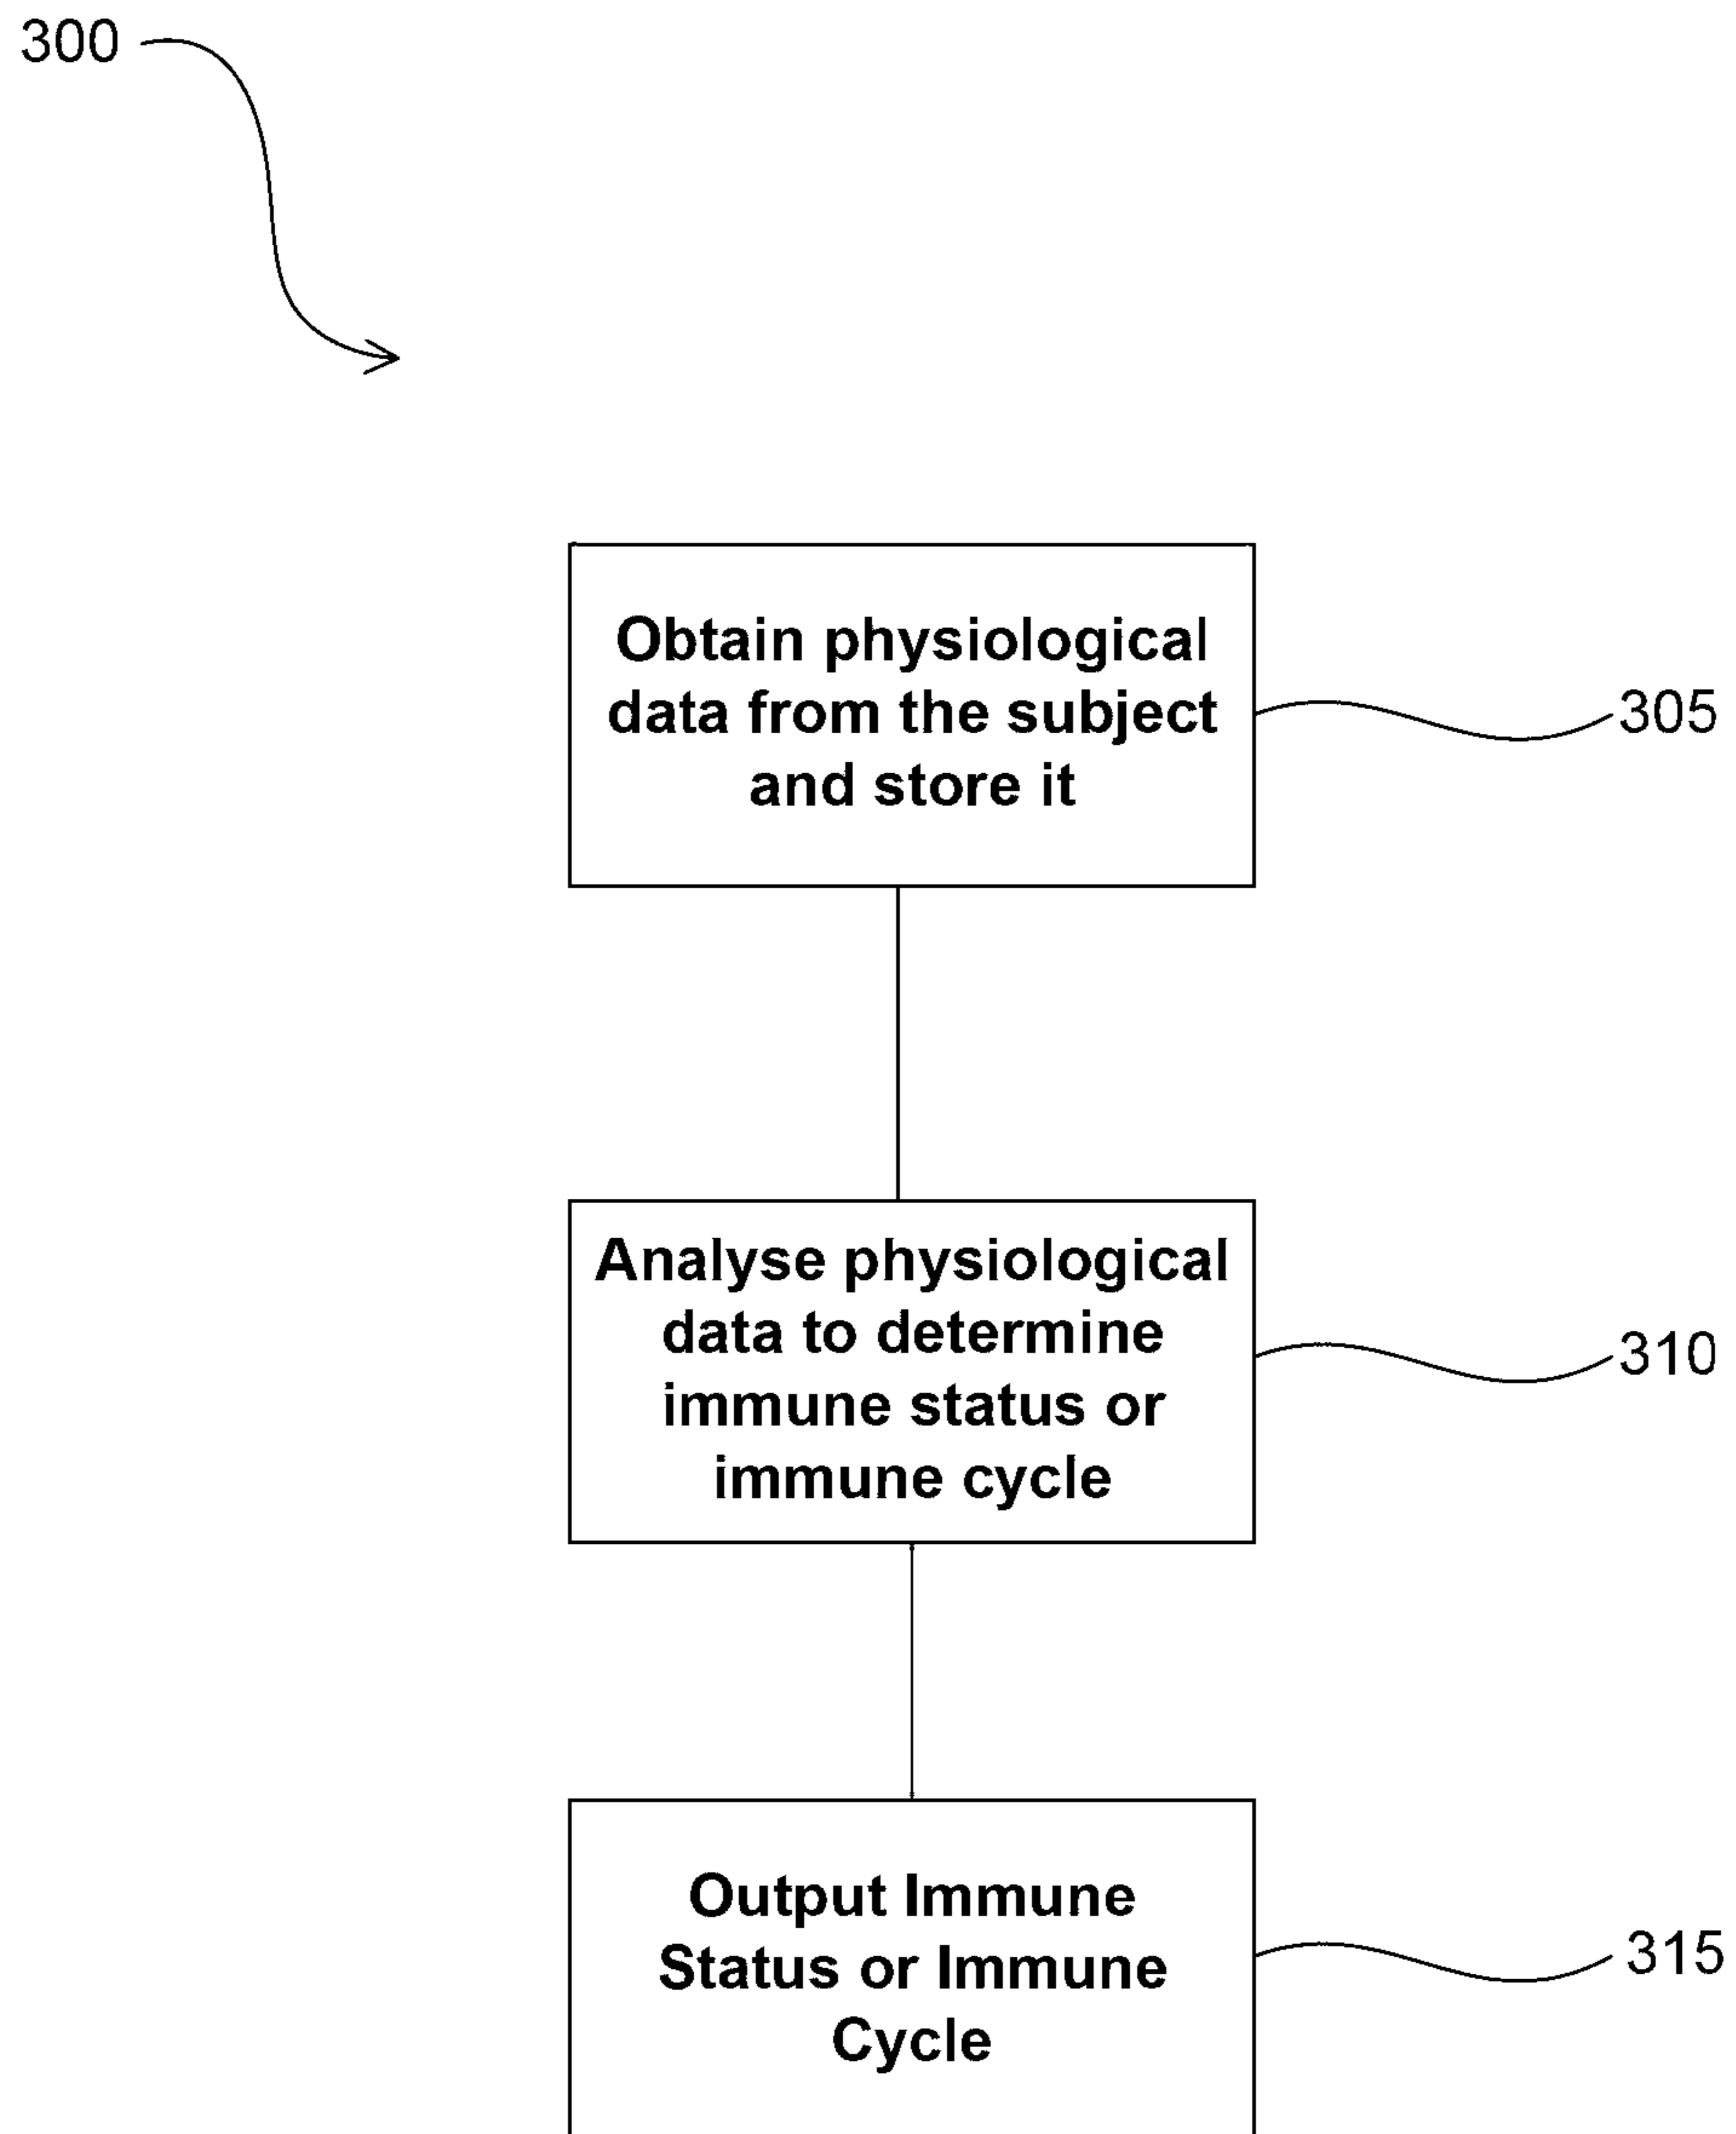 300
Obtain physiological
data from the subject
and store it
305
Analyse physiological
data to determine
immune status or
immune cycle
310
Output Immune
Status or Immune
Cycle
315